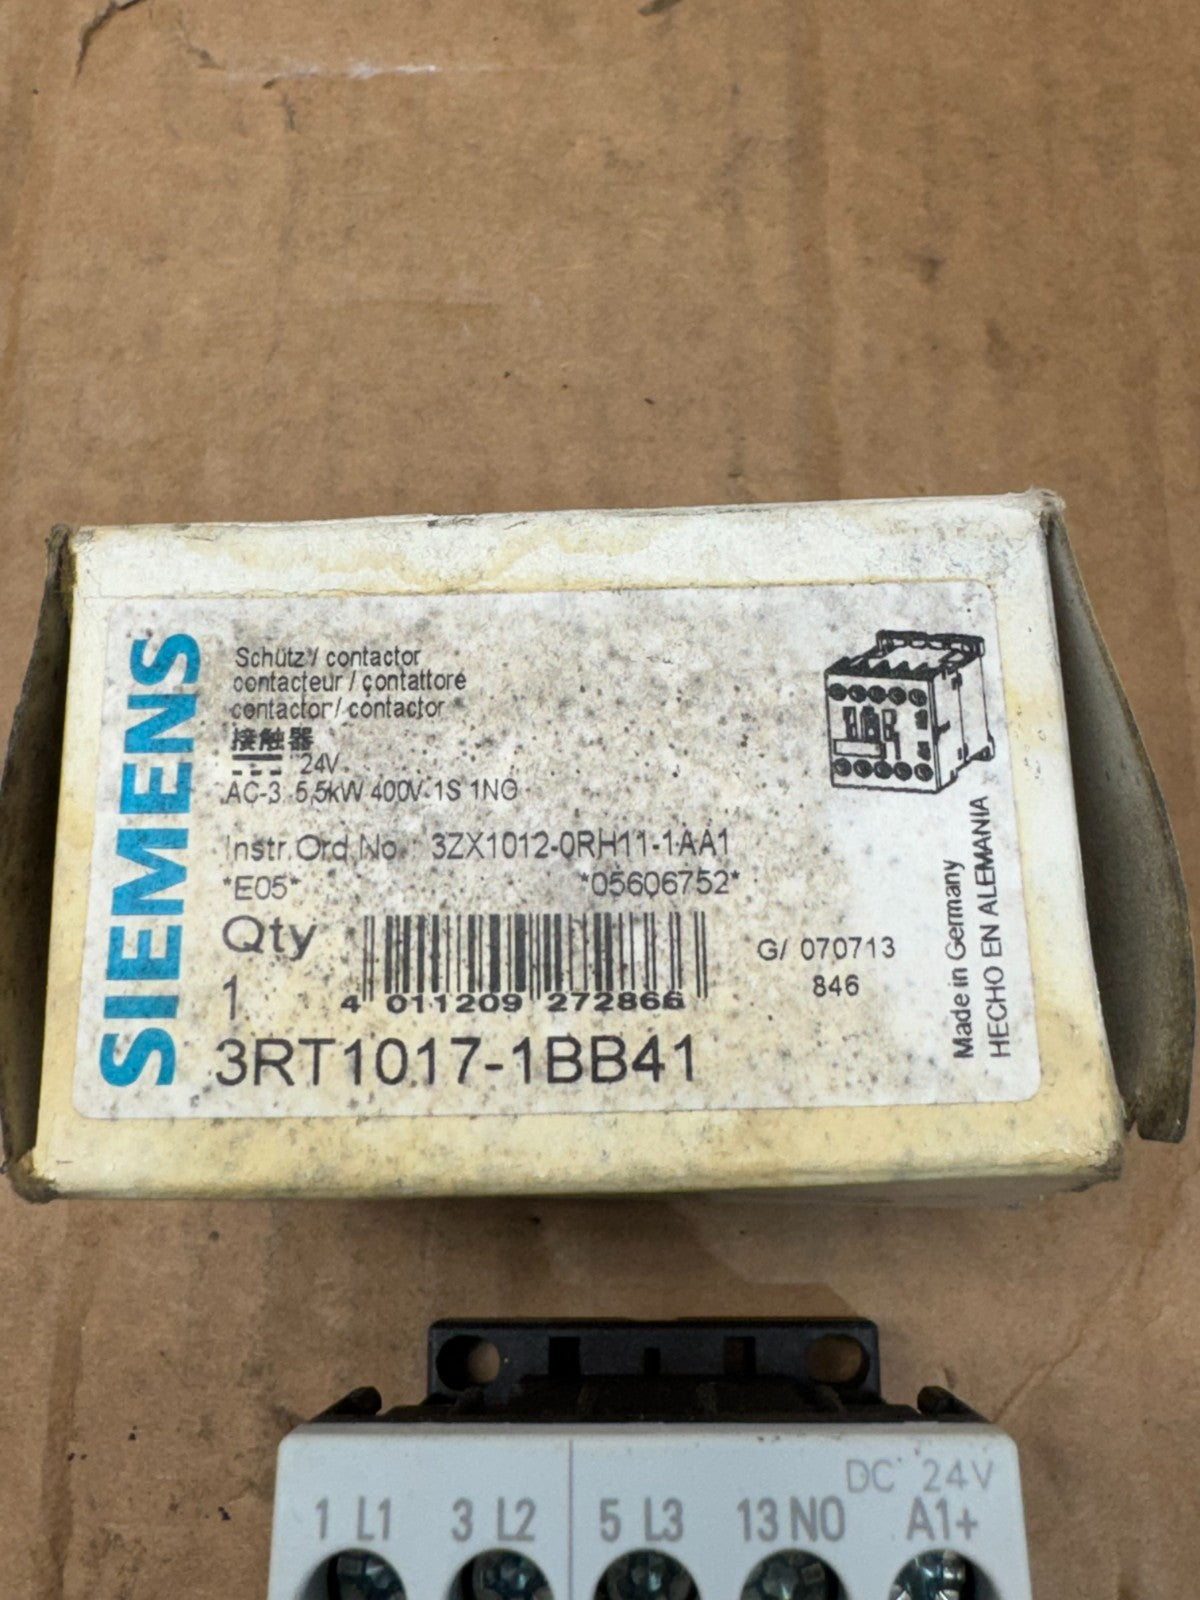 SIEMENS
Schütz / contactor
contacteur / contattore
contactor / contactor
接触器
24V
AC-3 5,5kW 400V 1S 1NO
Instr.Ord.No. 3ZX1012-0RH11-1AA1
*E05* *05606752*
Qty
1
4 011209 272866
G/ 070713
846
3RT1017-1BB41
Made in Germany
HECHO EN ALEMANIA
DC 24V
1 L1 3 L2 5 L3 13 NO A1+